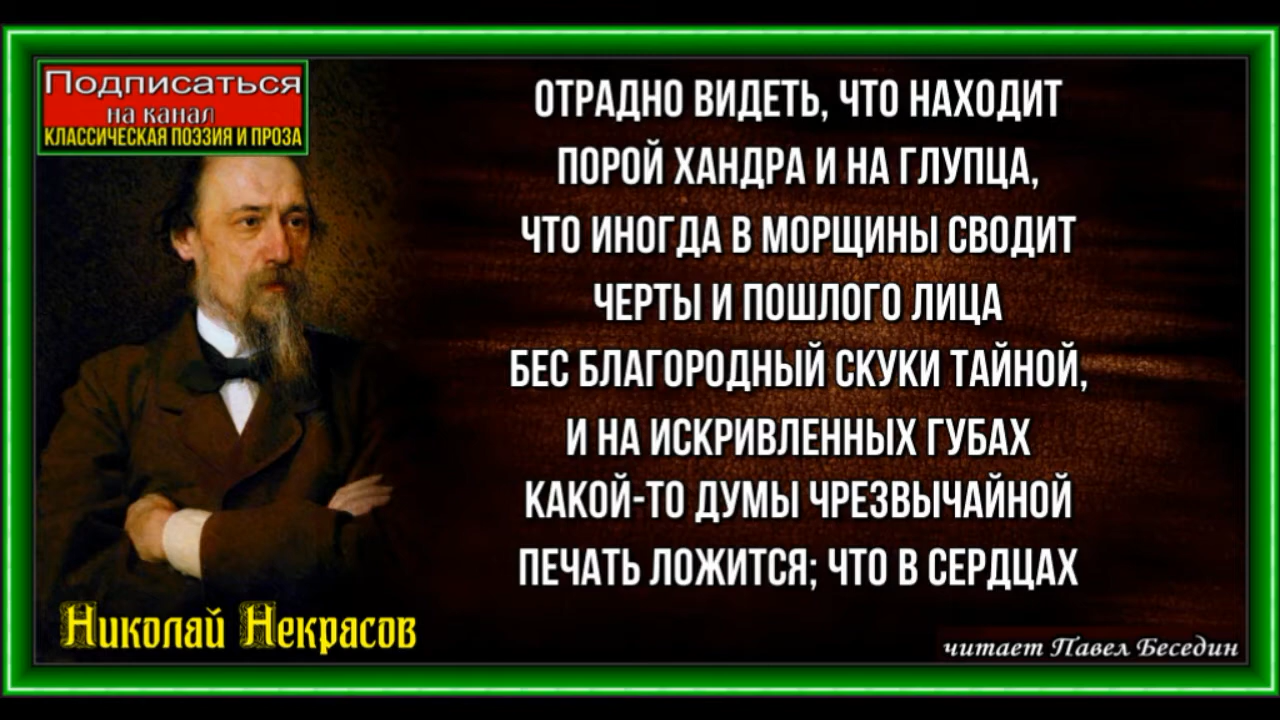 Подписаться
на канал
КЛАССИЧЕСКАЯ ПОЭЗИЯ И ПРОЗА
ОТРАДНО ВИДЕТЬ, ЧТО НАХОДИТ
ПОРОЙ ХАНДРА И НА ГЛУПЦА,
ЧТО ИНОГДА В МОРЩИНЫ СВОДИТ
ЧЕРТЫ И ПОШЛОГО ЛИЦА
БЕС БЛАГОРОДНЫЙ СКУКИ ТАЙНОЙ,
И НА ИСКРИВЛЕННЫХ ГУБАХ
КАКОЙ-ТО ДУМЫ ЧРЕЗВЫЧАЙНОЙ
ПЕЧАТЬ ЛОЖИТСЯ; ЧТО В СЕРДЦАХ
Николай Некрасов
читает Павел Беседин